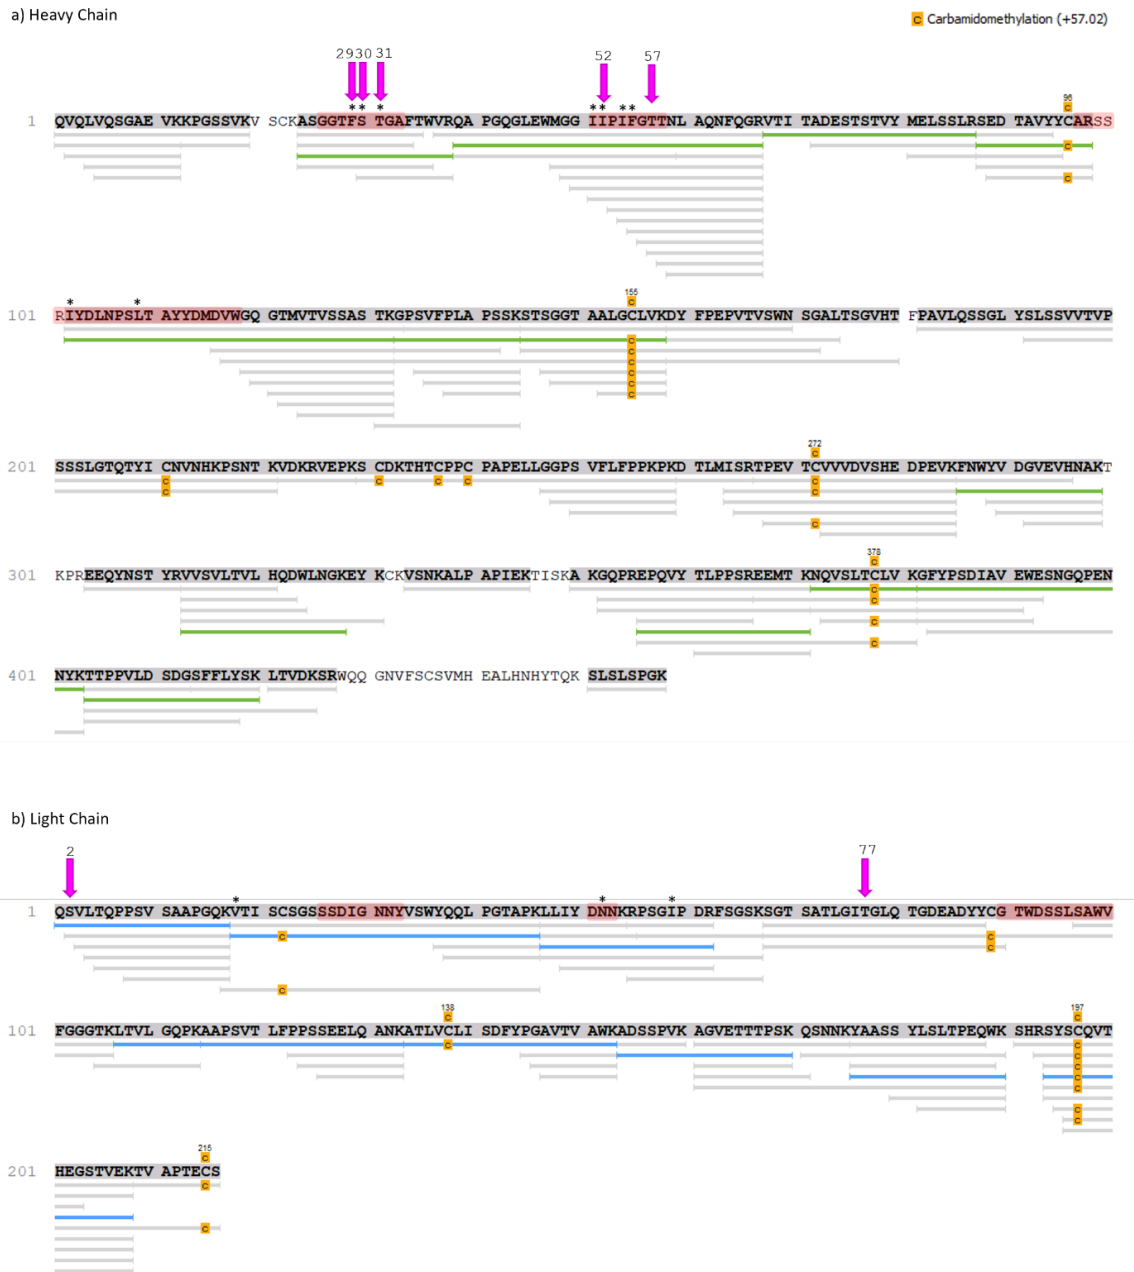 a) Heavy Chain
C Carbamidomethylation (+57.02)
29 30 31 52 57
** * ** **
96
C
1 QVQLVQSGAE VKKPGSSVKV SCKASGGTFS TGAFTWVRQA PGQGLEWMGG IIPIFGTTNL AQNFQGRVTI TADESTSTVY MELSSLRSED TAVYYCARSS
C
C
* *
155
C
101 RIYDLNPSLT AYYDMDVWGQ GTMVTVSSAS TKGPSVFPLA PSSKSTSGGT AALGCLVKDY FPEPVTVSWN SGALTSGVHT FPAVLQSSGL YSLSSVVTVP
C
C
C
C
C
C
272
C
201 SSSLGTQTYI CNVNHKPSNT KVDKRVEPKS CDKTHTCPPC PAPELLGGPS VFLFPPKPKD TLMISRTPEV TCVVVDVSHE DPEVKFNWYV DGVEVHNAKT
C C C C C
C C
C
378
C
301 KPREEQYNST YRVVSVLTVL HQDWLNGKEY KCKVSNKALP APIEKTISKA KGQPREPQVY TLPPSREEMT KNQVSLTCLV KGFYPSDIAV EWESNGQPEN
C
C
C
C
401 NYKTTPPVLD SDGSFFLYSK LTVDKSRWQQ GNVFSCSVMH EALHNHYTQK SLSLSPGK
b) Light Chain
2 77
* * *
1 QSVLTQPPSV SAAPGQKVTI SCSGSSSDIG NNYVSWYQQL PGTAPKLLIY DNNKRPSGIP DRFSGSKSGT SATLGITGLQ TGDEADYYCG TWDSSLSAWV
C C
C
C
138 197
C C
101 FGGGTKLTVL GQPKAAPSVT LFPPSSEELQ ANKATLVCLI SDFYPGAVTV AWKADSSPVK AGVETTTPSK QSNNKYAASS YLSLTPEQWK SHRSYSCQVT
C C
C
C
C
C
C
C
215
C
201 HEGSTVEKTV APTECS
C
C